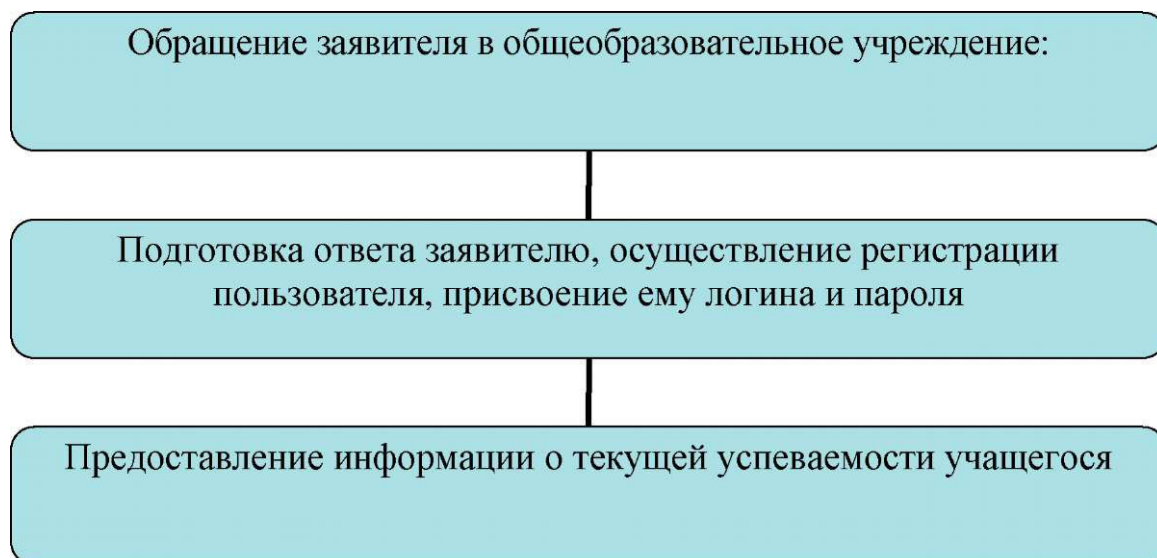 Обращение заявителя в общеобразовательное учреждение:
Подготовка ответа заявителю, осуществление регистрации
пользователя, присвоение ему логина и пароля
Предоставление информации о текущей успеваемости учащегося